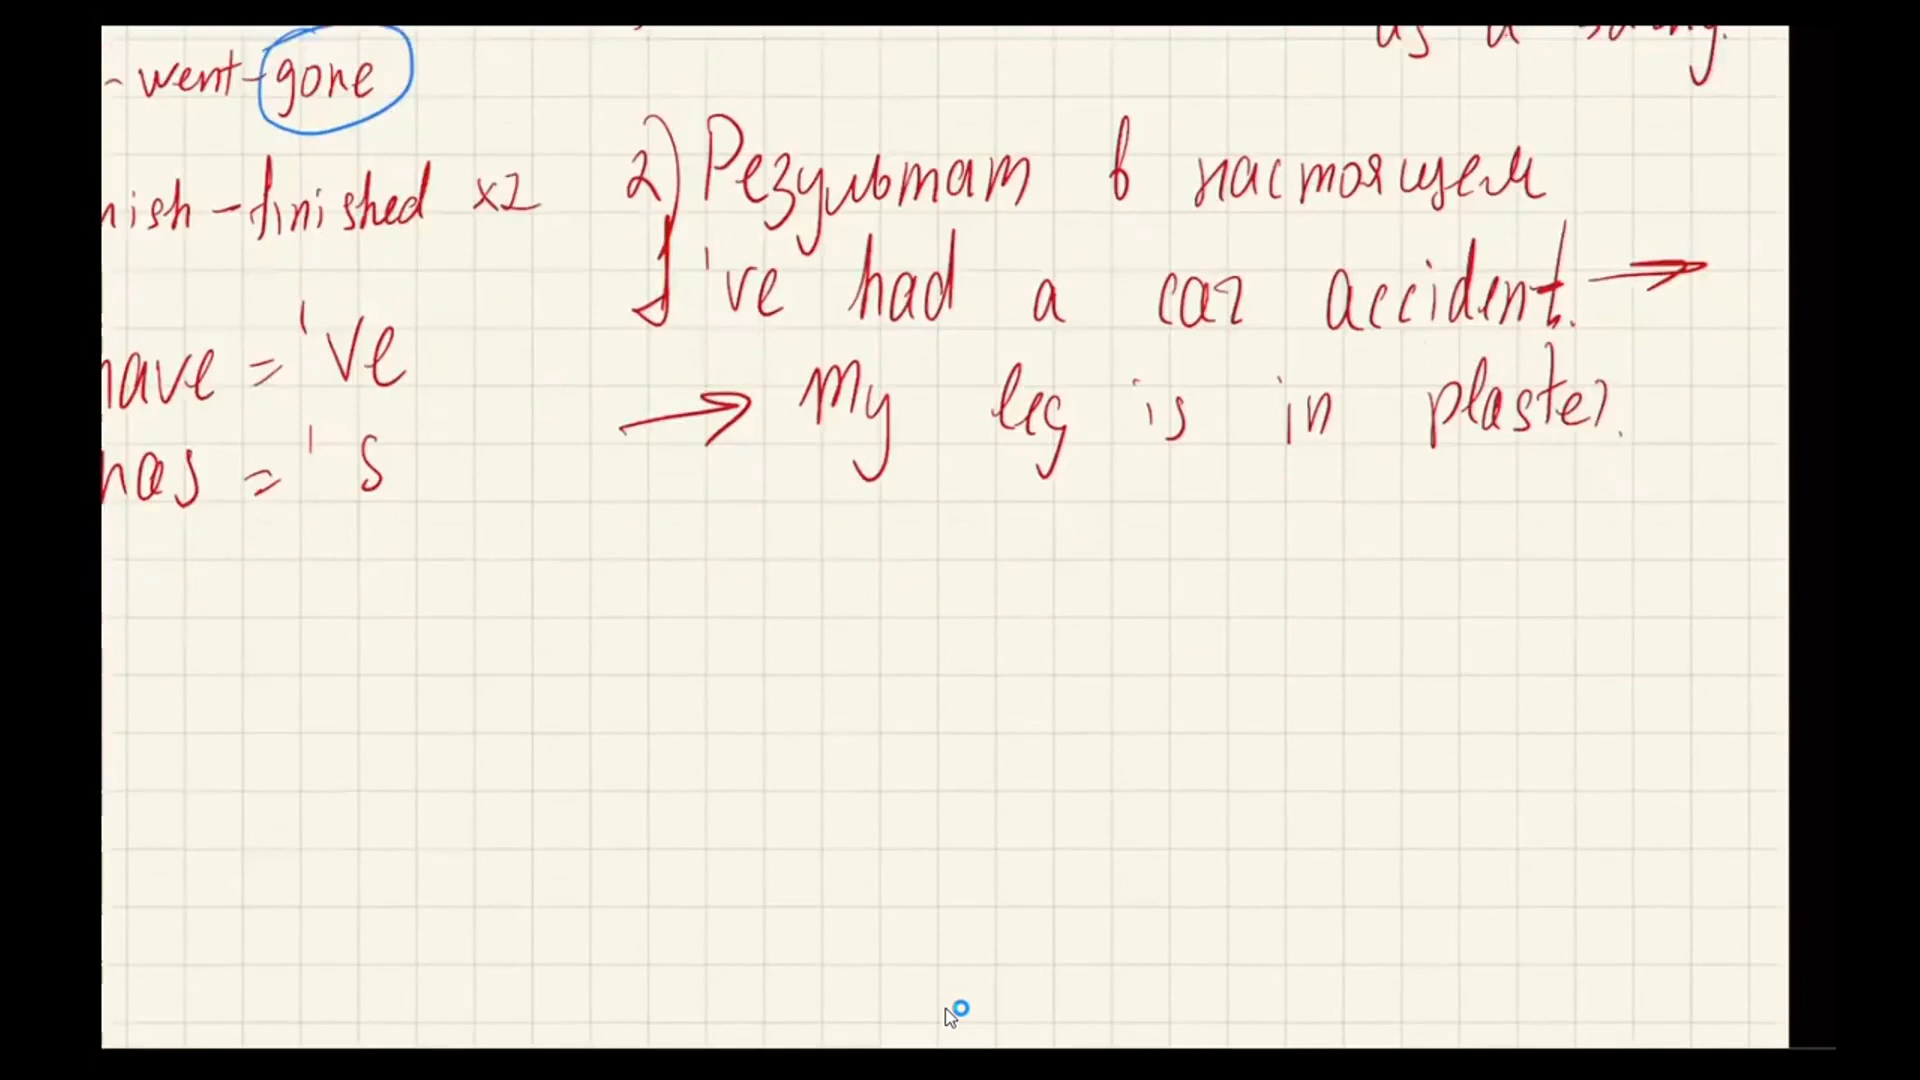 - went - gone
nish - finished x2
have = 've
has = 's
as a
2) Результат в настоящем
I've had a car accident. →
→ My leg is in plaster.